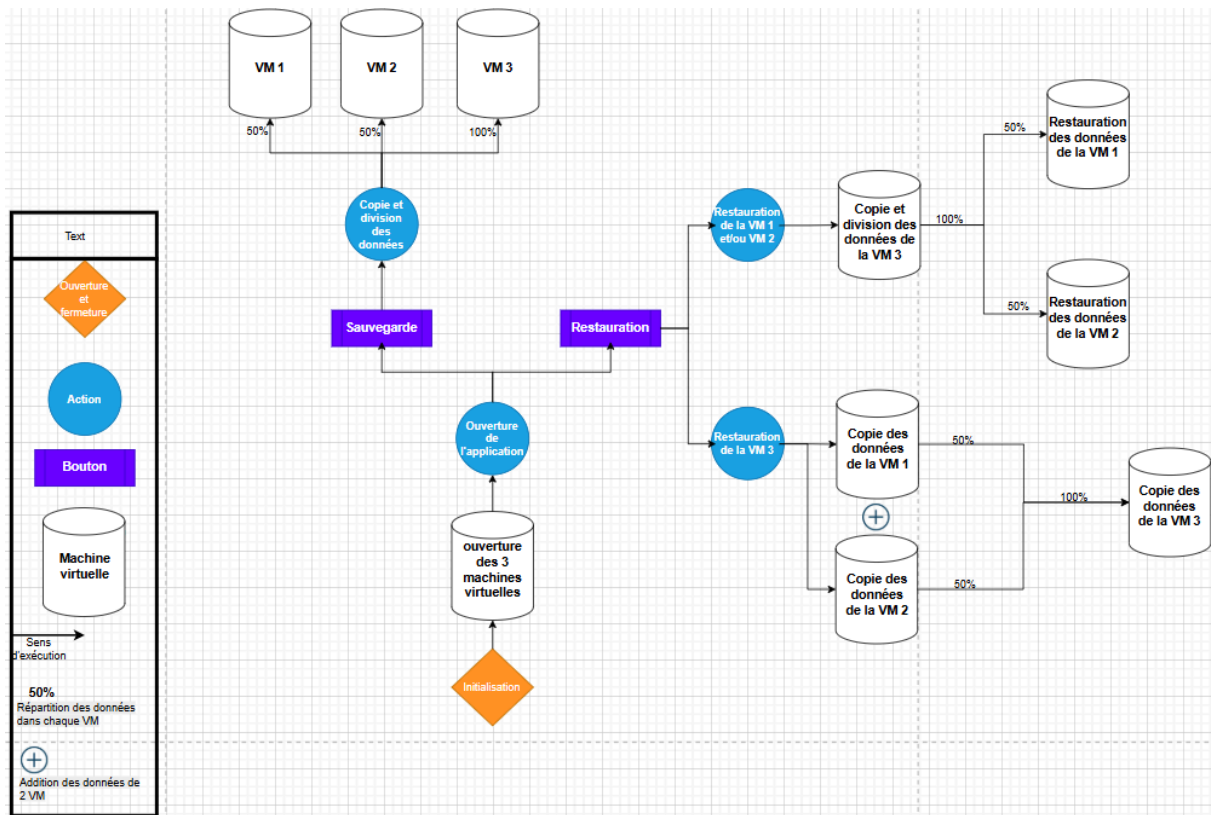 VM 1
VM 2
VM 3
50%
50%
100%
Copie et
division
des
données
Sauvegarde
Restauration
Ouverture
de
l'application
ouverture
des 3
machines
virtuelles
Initialisation
Restauration
de la VM 1
et/ou VM 2
Copie et
division des
données de
la VM 3
100%
50%
Restauration
des données
de la VM 1
50%
Restauration
des données
de la VM 2
Restauration
de la VM 3
Copie des
données
de la VM 1
50%
Copie des
données
de la VM 2
50%
100%
Copie des
données
de la VM 3
Text
Ouverture
et
fermeture
Action
Bouton
Machine
virtuelle
Sens
d'exécution
50%
Répartition des données
dans chaque VM
Addition des données de
2 VM